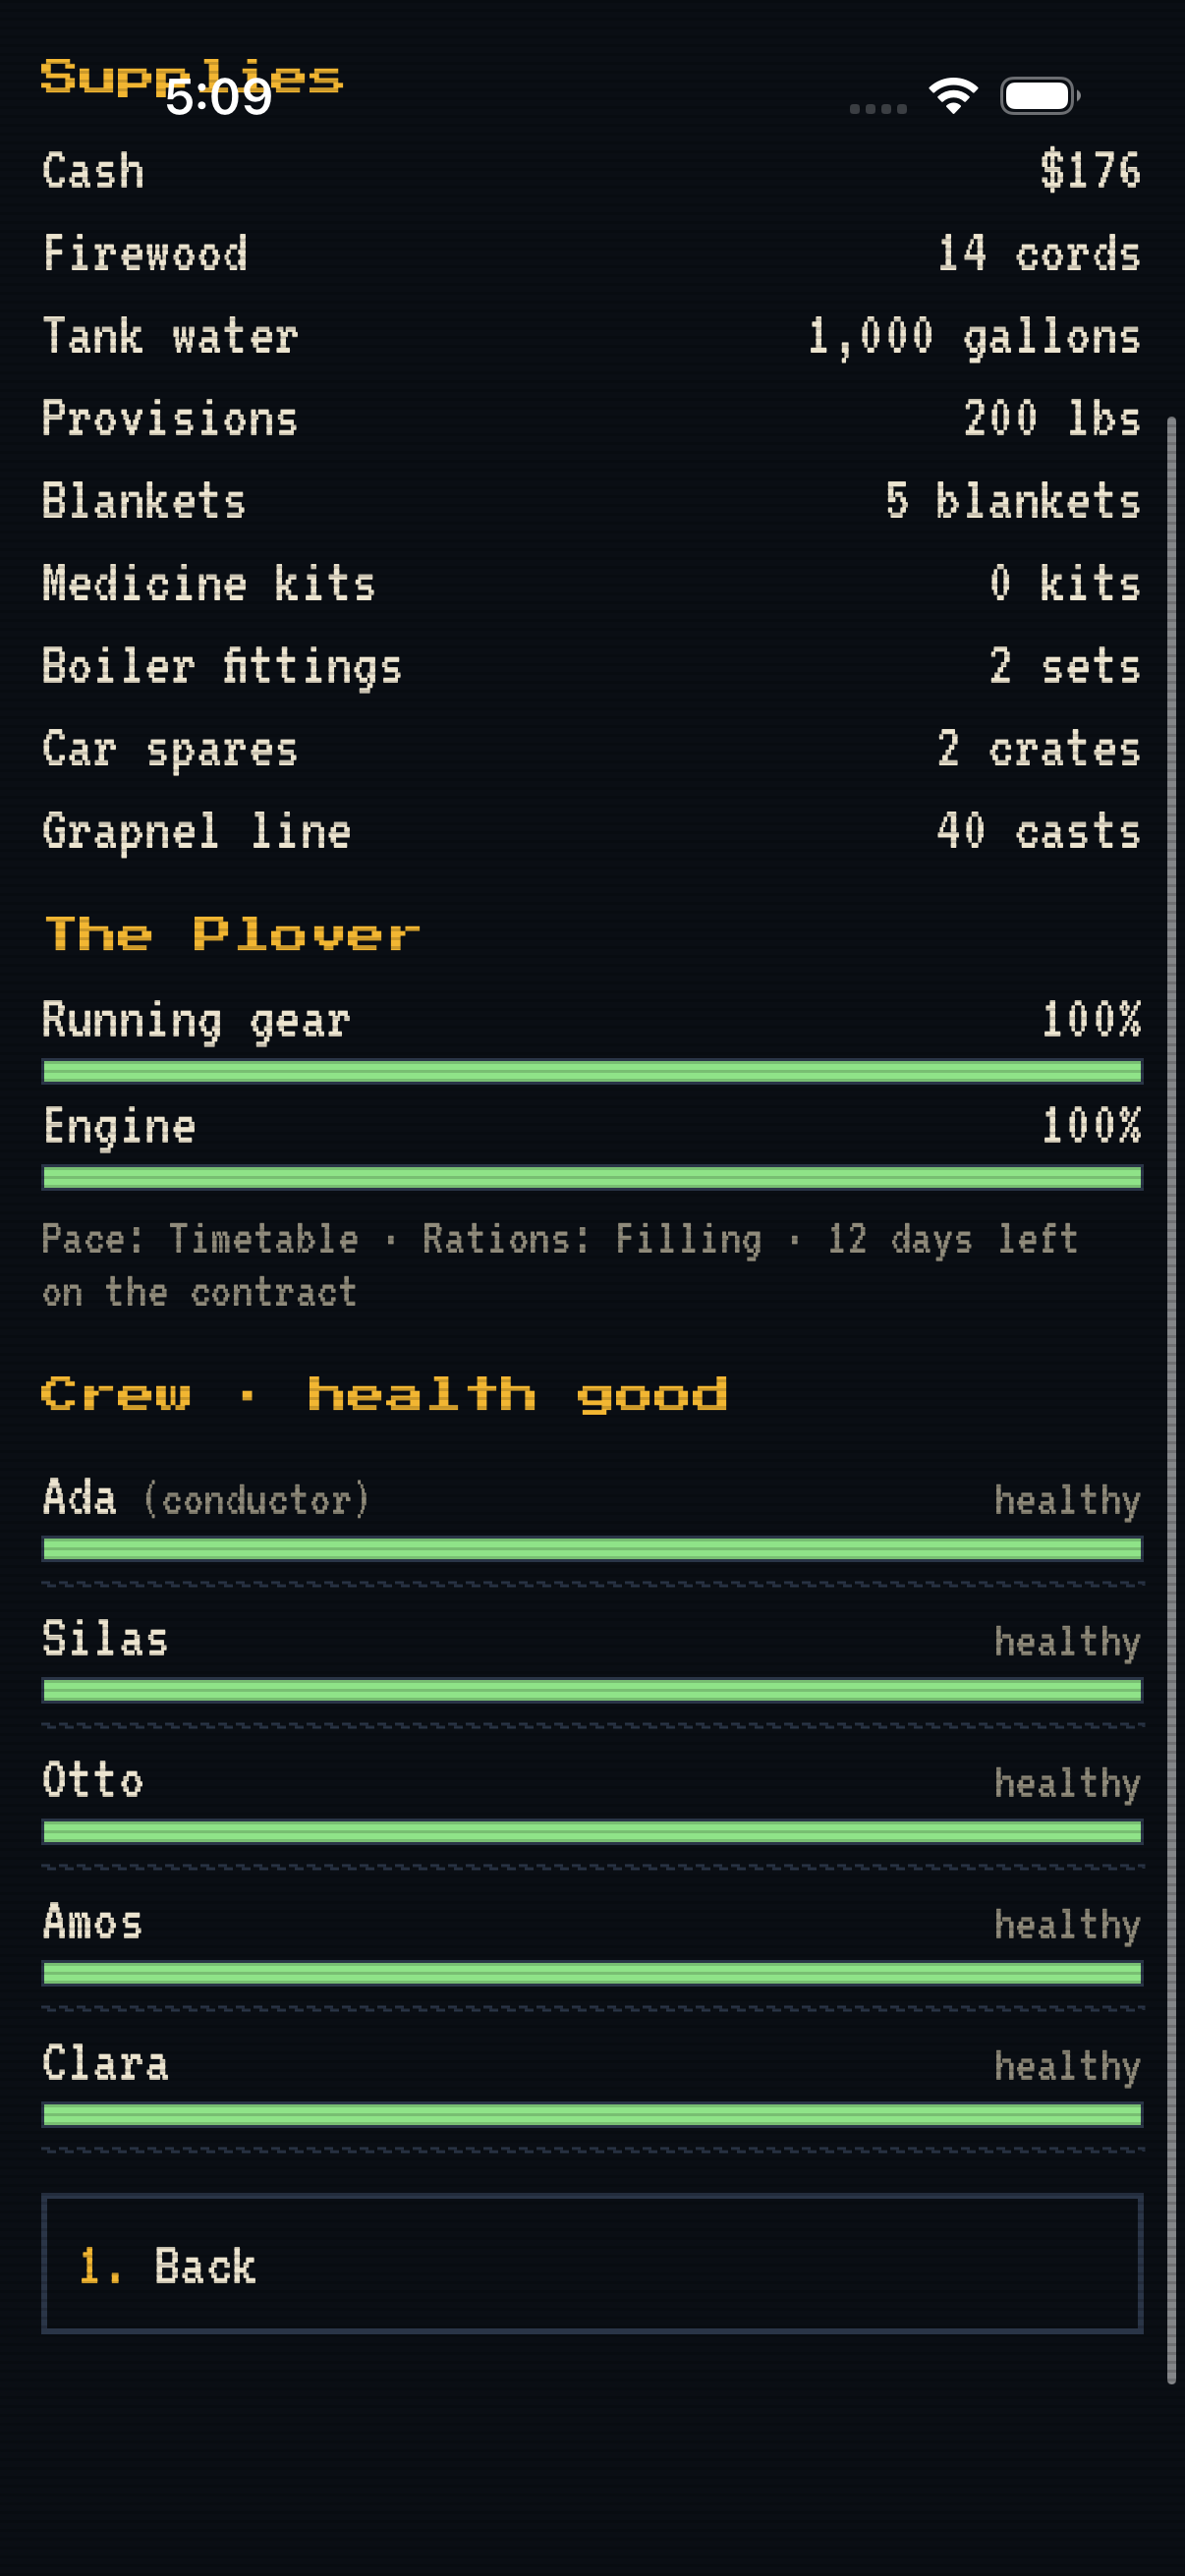 Supplies
5:09
Cash $176
Firewood 14 cords
Tank water 1,000 gallons
Provisions 200 lbs
Blankets 5 blankets
Medicine kits 0 kits
Boiler fittings 2 sets
Car spares 2 crates
Grapnel line 40 casts
The Plover
Running gear 100%
Engine 100%
Pace: Timetable · Rations: Filling · 12 days left
on the contract
Crew · health good
Ada (conductor) healthy
Silas healthy
Otto healthy
Amos healthy
Clara healthy
1. Back